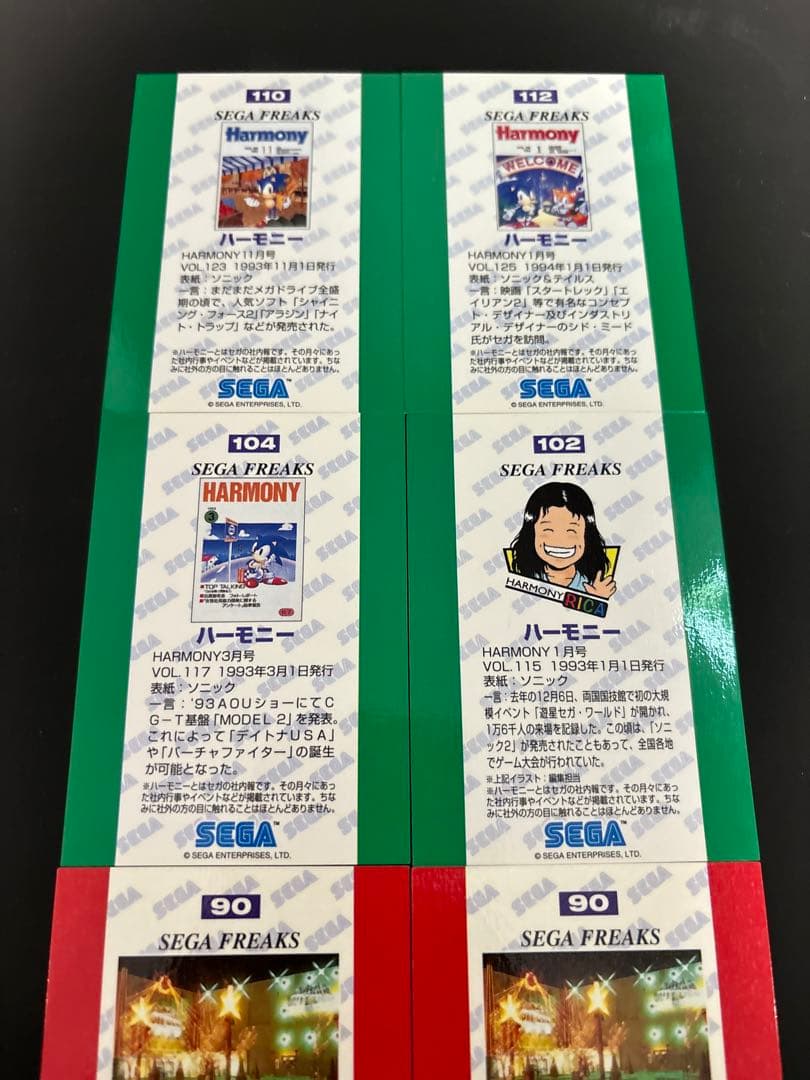 110
SEGA FREAKS
Harmony
11
ハーモニー
HARMONY11月号
VOL.123 1993年11月1日発行
表紙：ソニック
一言：まだまだメガドライブ全盛
期の頃で、人気ソフト「シャイニン
グ・フォース2」「アラジン」「ナイ
ト・トラップ」などが発売された。
※ハーモニーとはセガの社内報です。その月々にあっ
た社内行事やイベントなどが掲載されています。ちな
みに社外の方の目に触れることはほとんどありません。
SEGA™
© SEGA ENTERPRISES, LTD.
112
SEGA FREAKS
Harmony
1
WELCOME
ハーモニー
HARMONY1月号
VOL.125 1994年1月1日発行
表紙：ソニック&テイルス
一言：映画「スタートレック」「エ
イリアン2」等で有名なコンセプ
ト・デザイナー及びインダストリ
アル・デザイナーのシド・ミード
氏がセガを訪問。
※ハーモニーとはセガの社内報です。その月々にあっ
た社内行事やイベントなどが掲載されています。ちな
みに社外の方の目に触れることはほとんどありません。
SEGA™
© SEGA ENTERPRISES, LTD.
104
SEGA FREAKS
HARMONY
3
■TOP TALKING
ハーモニー
HARMONY3月号
VOL.117 1993年3月1日発行
表紙：ソニック
一言：'93AOUショーにてC
G－T基盤「MODEL 2」を発表。
これによって「デイトナUSA」
や「バーチャファイター」の誕生
が可能となった。
※ハーモニーとはセガの社内報です。その月々にあっ
た社内行事やイベントなどが掲載されています。ちな
みに社外の方の目に触れることはほとんどありません。
SEGA™
© SEGA ENTERPRISES, LTD.
102
SEGA FREAKS
HARMONY
RICA
ハーモニー
HARMONY1月号
VOL.115 1993年1月1日発行
表紙：ソニック
一言：去年の12月6日、両国国技館で初の大規
模イベント「遊星セガ・ワールド」が開かれ、
1万6千人の来場を記録した。この頃は、「ソニ
ック2」が発売されたこともあって、全国各地
でゲーム大会が行われていた。
※上記イラスト：編集担当
※ハーモニーとはセガの社内報です。その月々にあっ
た社内行事やイベントなどが掲載されています。ちな
みに社外の方の目に触れることはほとんどありません。
SEGA™
© SEGA ENTERPRISES, LTD.
90
SEGA FREAKS
90
SEGA FREAKS